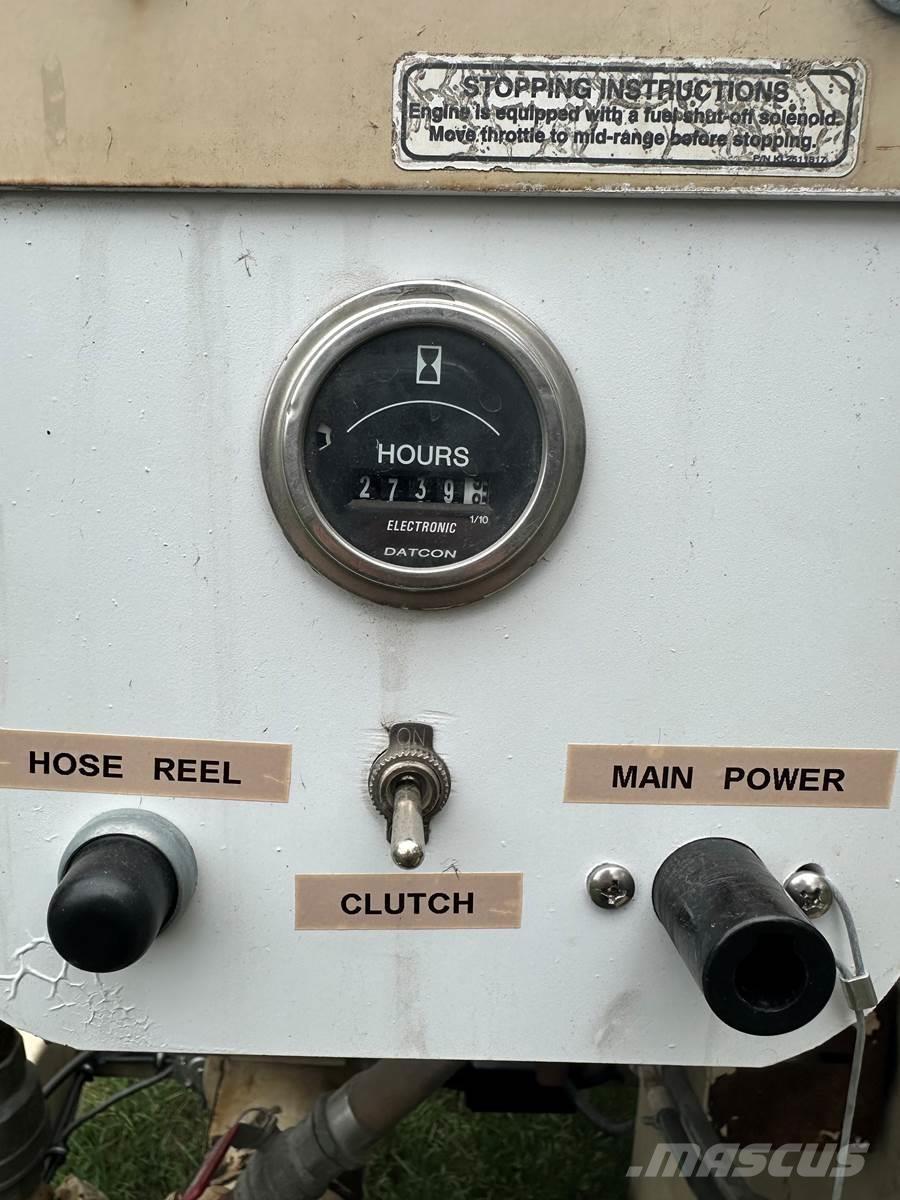 STOPPING INSTRUCTIONS
Engine is equipped with a fuel shut-off solenoid.
Move throttle to mid-range before stopping.
HOURS
2739
1/10
ELECTRONIC
DATCON
ON
HOSE REEL
MAIN POWER
CLUTCH
MASCUS